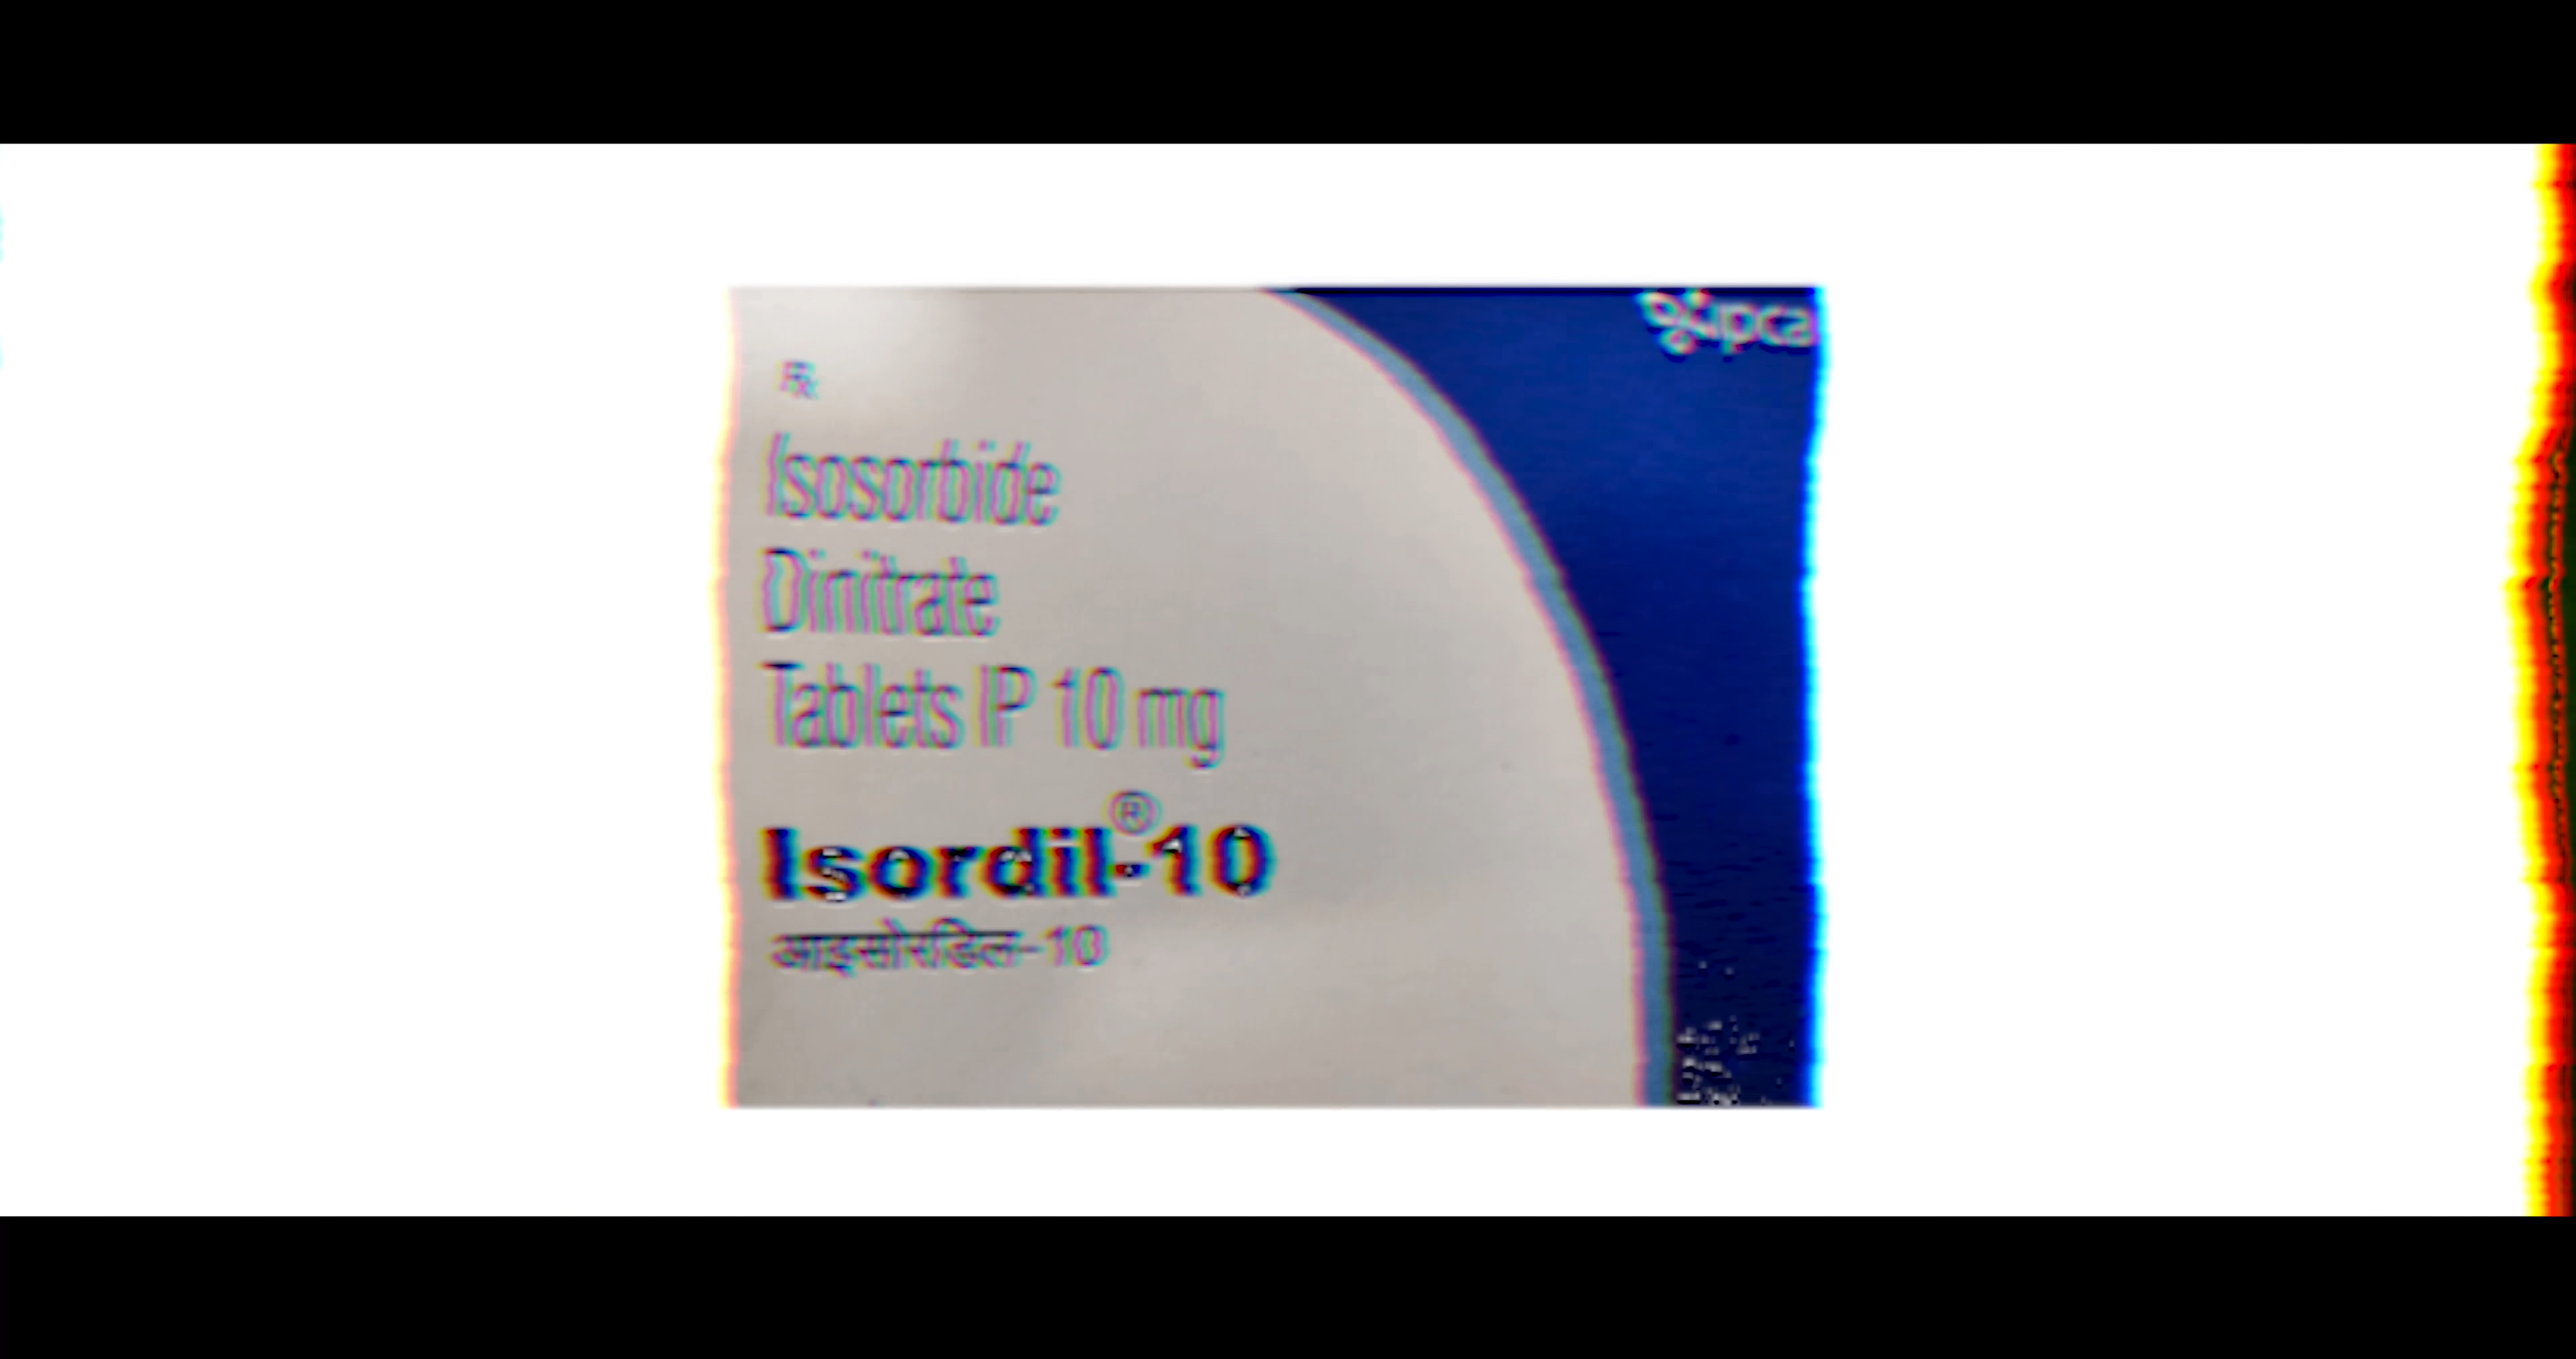 ipca
℞
Isosorbide
Dinitrate
Tablets IP 10 mg
Isordil®-10
आइसोरडिल-10